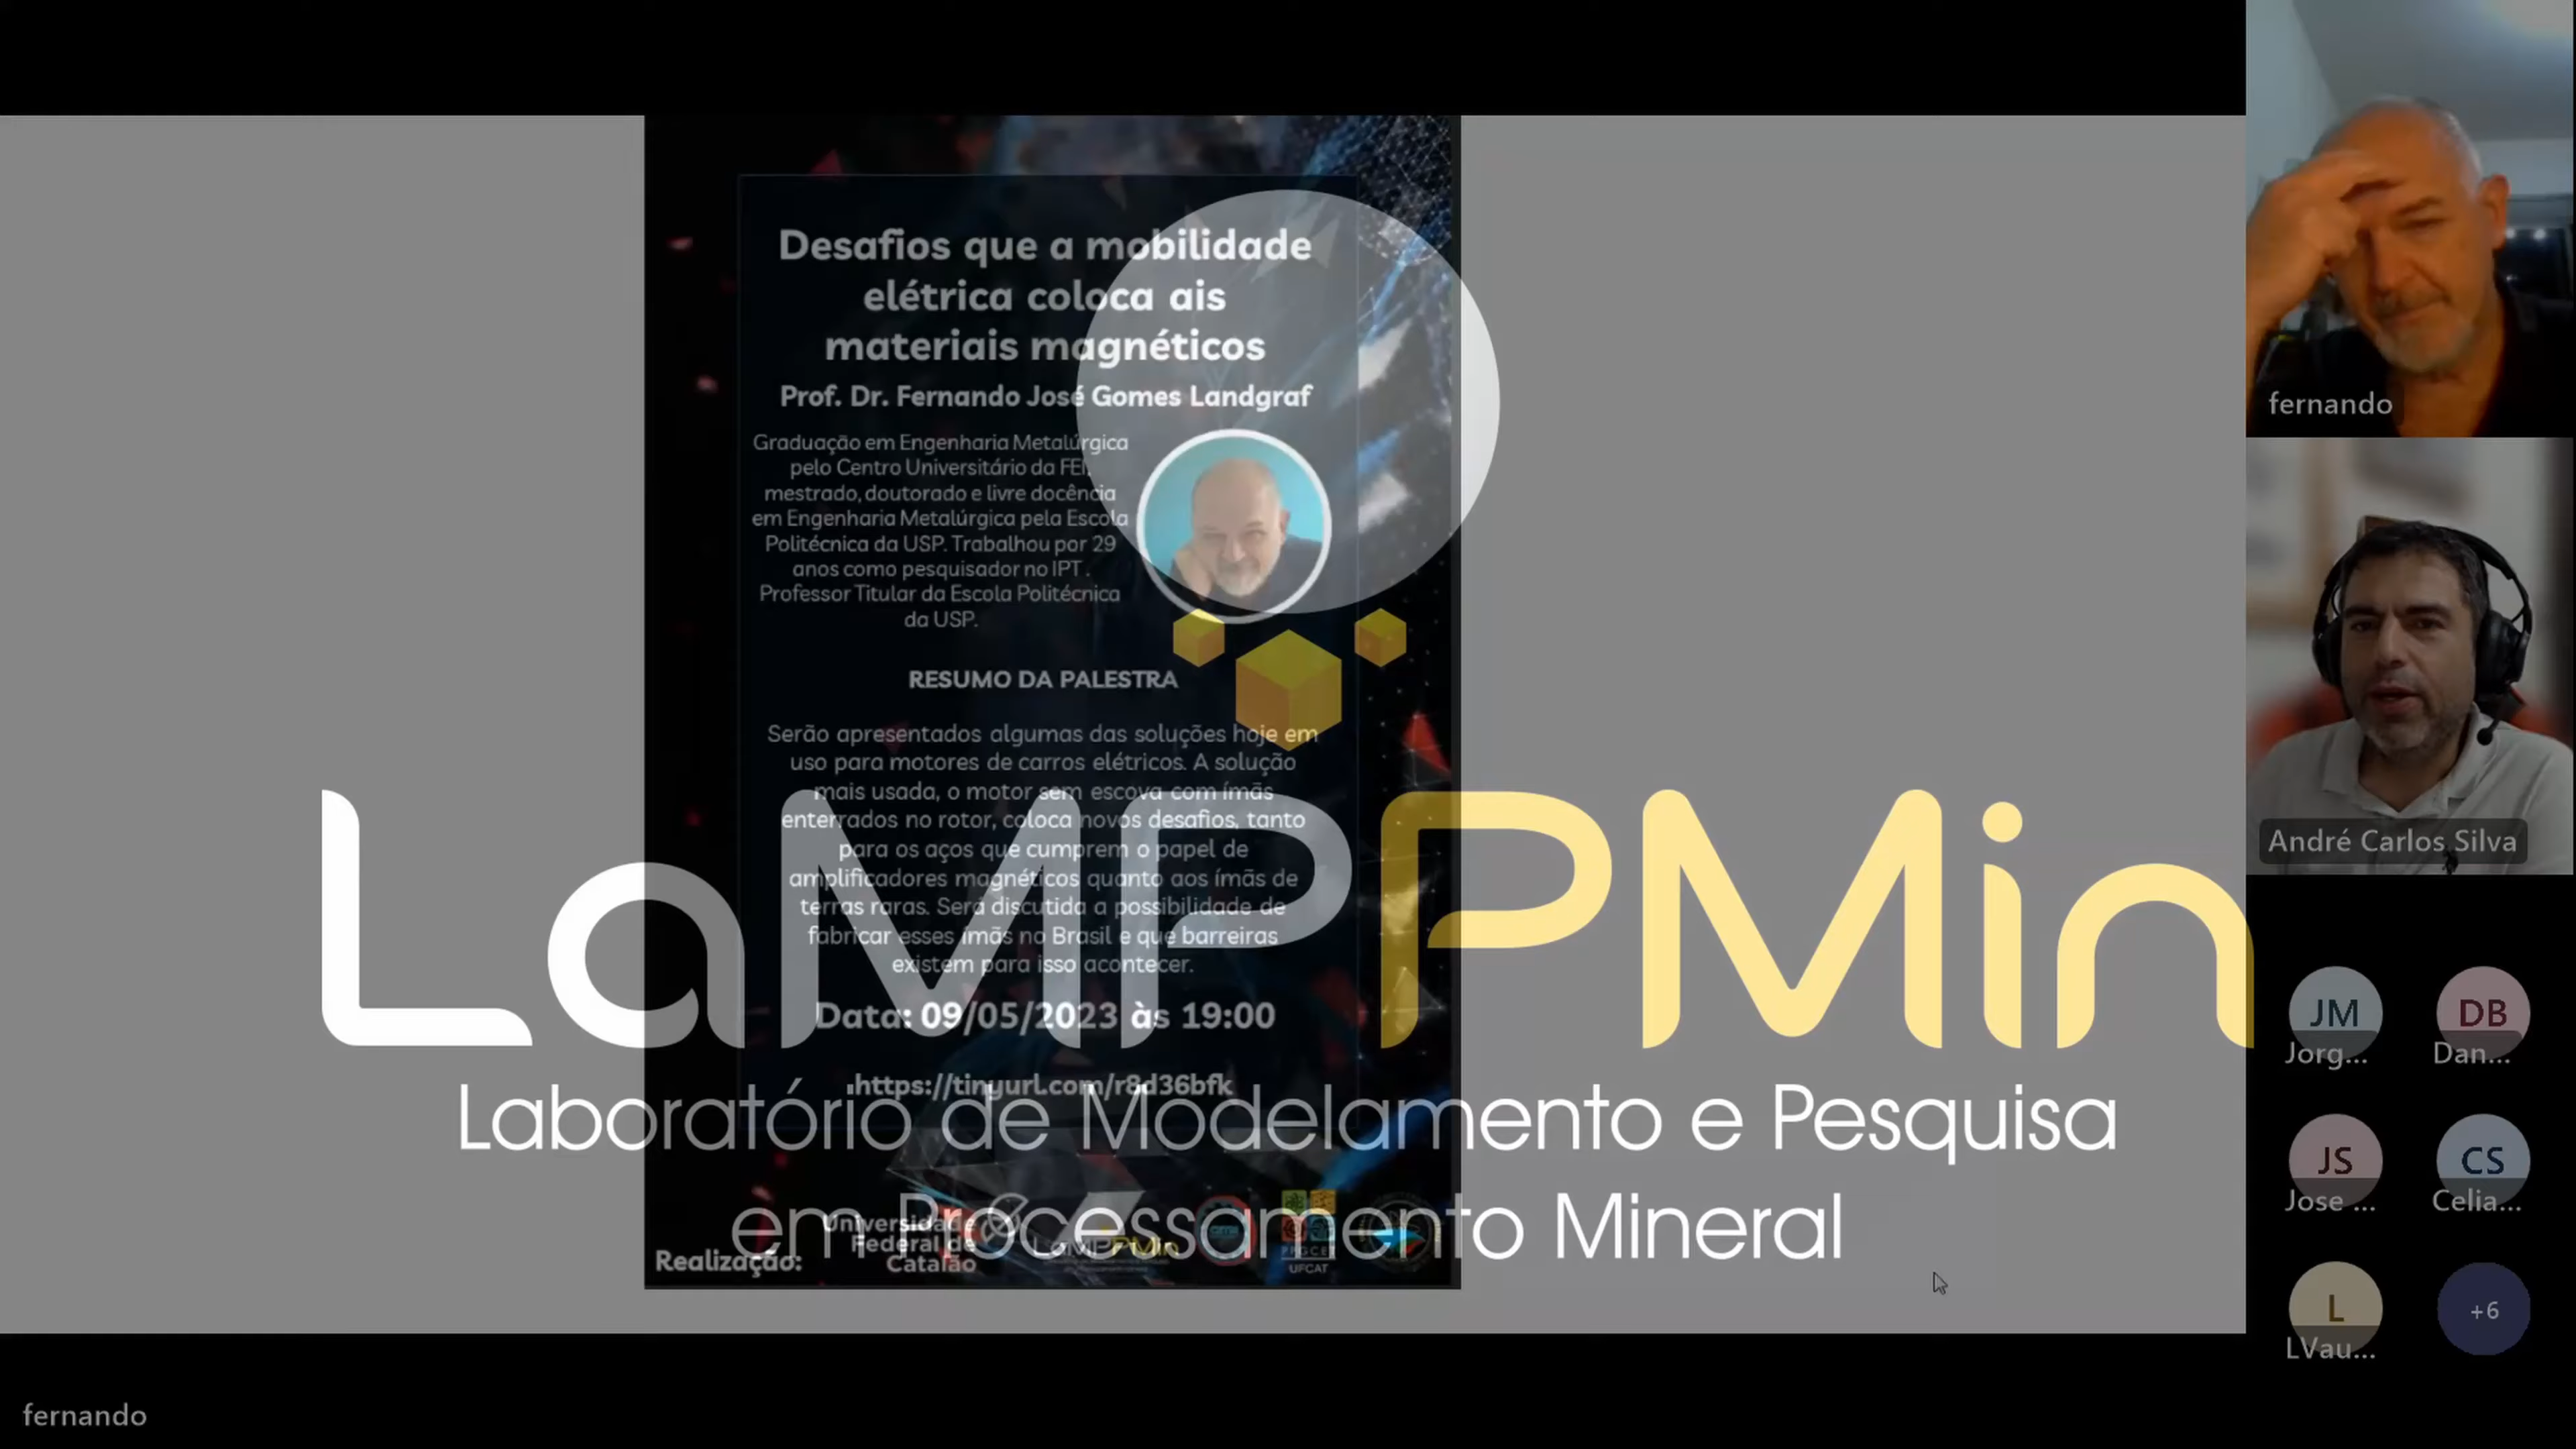 Desafios que a mobilidade
elétrica coloca ais
materiais magnéticos
Prof. Dr. Fernando José Gomes Landgraf
Graduação em Engenharia Metalúrgica
pelo Centro Universitário da FEI,
mestrado, doutorado e livre docência
em Engenharia Metalúrgica pela Escola
Politécnica da USP. Trabalhou por 29
anos como pesquisador no IPT.
Professor Titular da Escola Politécnica
da USP.
RESUMO DA PALESTRA
Serão apresentados algumas das soluções hoje em
uso para motores de carros elétricos. A solução
mais usada, o motor sem escova com ímãs
enterrados no rotor, coloca novos desafios, tanto
para os aços que cumprem o papel de
amplificadores magnéticos quanto aos ímãs de
terras raras. Será discutida a possibilidade de
fabricar esses ímãs no Brasil e que barreiras
existem para isso acontecer.
Data: 09/05/2023 às 19:00
https://tinyurl.com/r8d36bfk
Realização:
Universidade
Federal de
Catalão
LaMPPMin
PPGCET
UFCAT
LaMPPMin
Laboratório de Modelamento e Pesquisa
em Processamento Mineral
fernando
André Carlos Silva
JM
Jorg...
DB
Dan...
JS
Jose ...
CS
Celia...
L
LVau...
+6
fernando